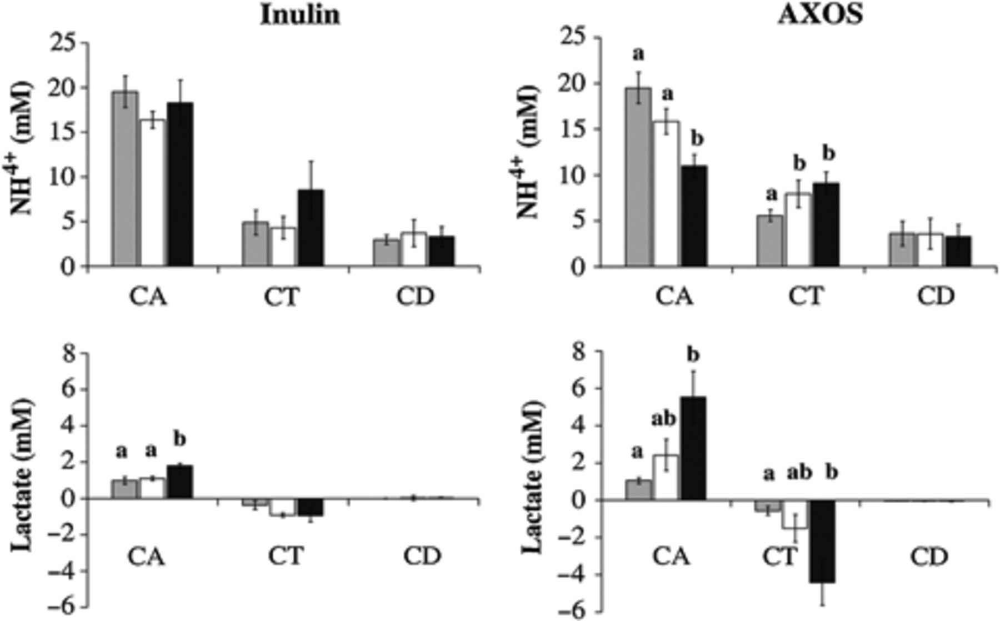 Inulin
AXOS
NH4+ (mM)
25
20
15
10
5
0
CA CT CD
NH4+ (mM)
25
20
15
10
5
0
a a b
a b b
CA CT CD
Lactate (mM)
8
6
4
2
0
−2
−4
−6
a a b
CA CT CD
Lactate (mM)
8
6
4
2
0
−2
−4
−6
a ab b
a ab b
CA CT CD